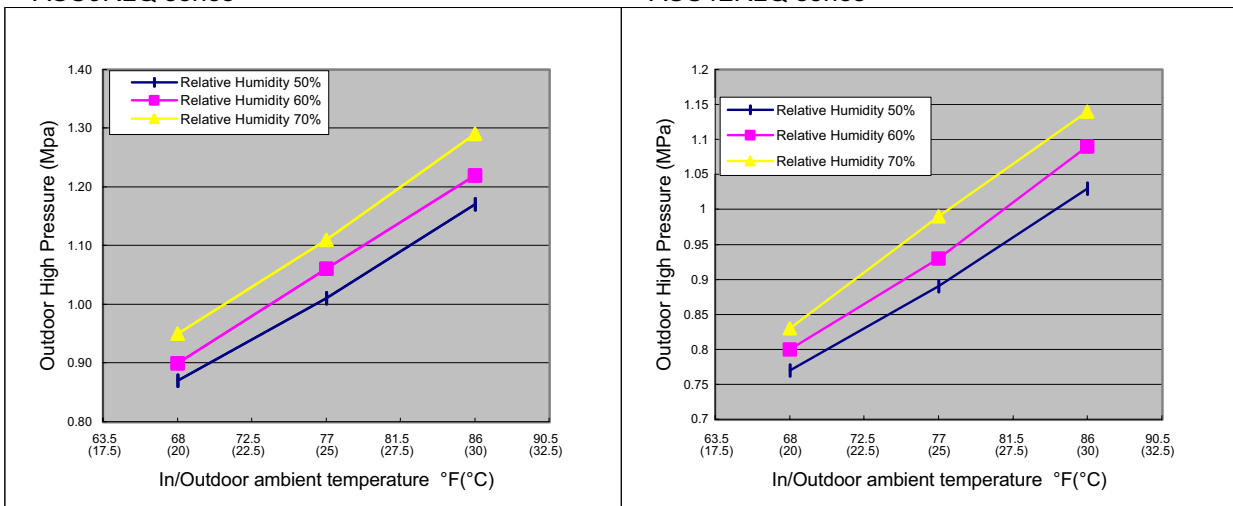 1.40
1.30
1.20
1.10
1.00
0.90
0.80
Relative Humidity 50%
Relative Humidity 60%
Relative Humidity 70%
Outdoor High Pressure (Mpa)
63.5 68 72.5 77 81.5 86 90.5
(17.5) (20) (22.5) (25) (27.5) (30) (32.5)
In/Outdoor ambient temperature °F(°C)
1.2
1.15
1.1
1.05
1
0.95
0.9
0.85
0.8
0.75
0.7
Relative Humidity 50%
Relative Humidity 60%
Relative Humidity 70%
Outdoor High Pressure (MPa)
63.5 68 72.5 77 81.5 86 90.5
(17.5) (20) (22.5) (25) (27.5) (30) (32.5)
In/Outdoor ambient temperature °F(°C)